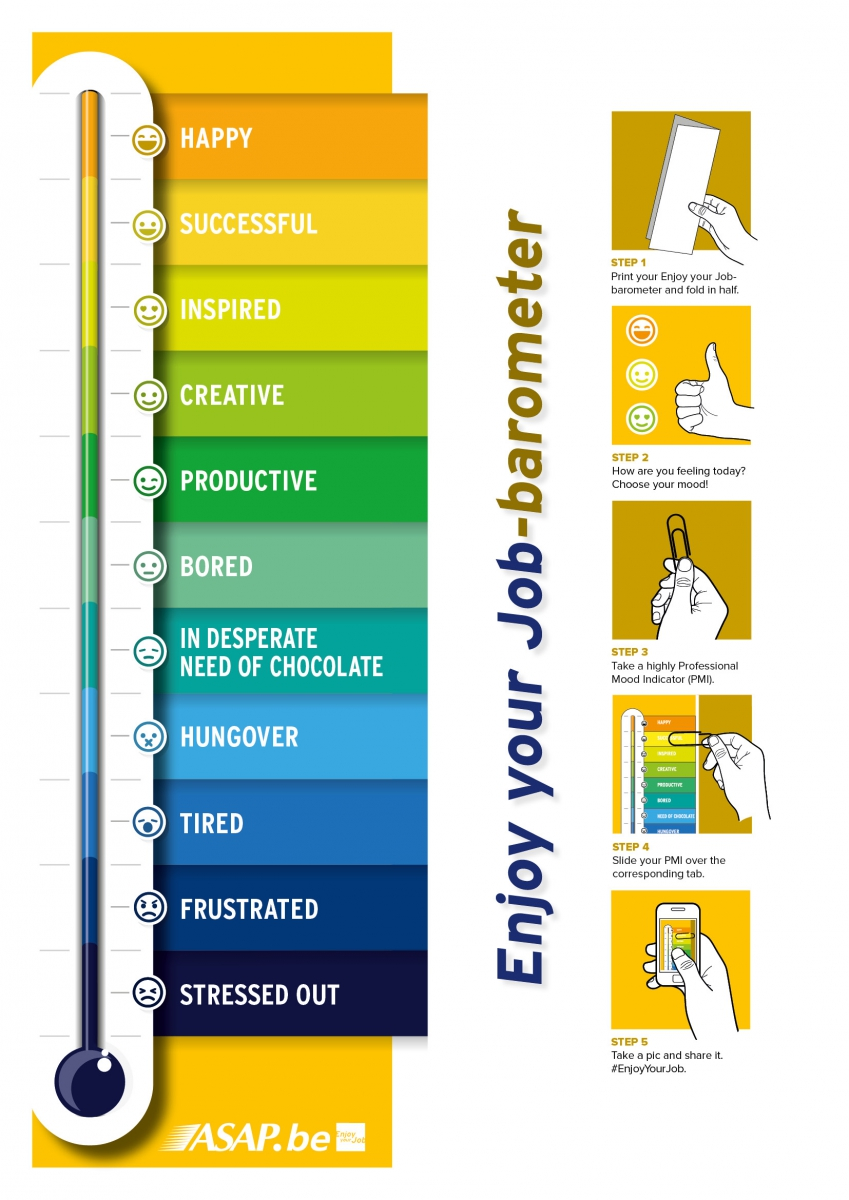 HAPPY
SUCCESSFUL
INSPIRED
CREATIVE
PRODUCTIVE
BORED
IN DESPERATE
NEED OF CHOCOLATE
HUNGOVER
TIRED
FRUSTRATED
STRESSED OUT
ASAP.be
Enjoy
your Job
Enjoy your Job-barometer
STEP 1
Print your Enjoy your Job-
barometer and fold in half.
STEP 2
How are you feeling today?
Choose your mood!
STEP 3
Take a highly Professional
Mood Indicator (PMI).
HAPPY
INSPIRED
CREATIVE
PRODUCTIVE
BORED
NEED OF CHOCOLATE
HUNGOVER
STEP 4
Slide your PMI over the
corresponding tab.
STEP 5
Take a pic and share it.
#EnjoyYourJob.